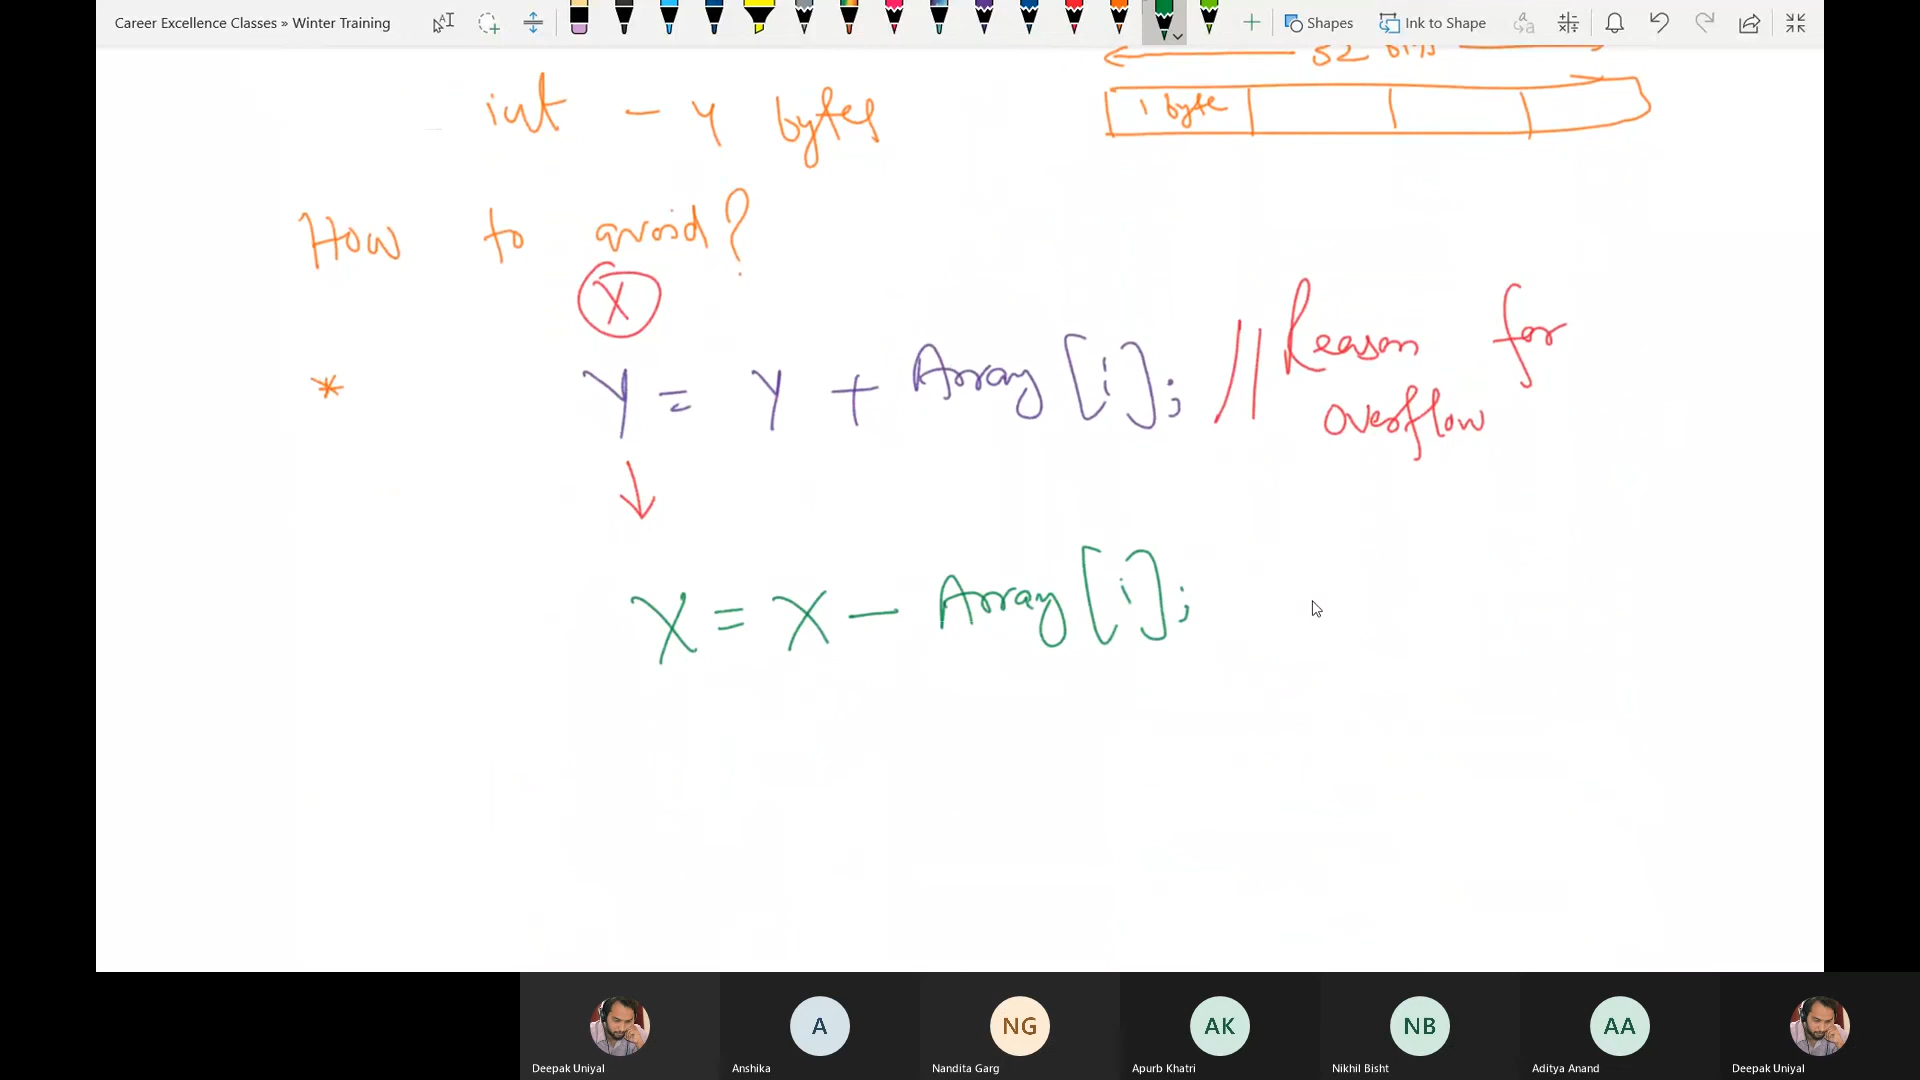 Career Excellence Classes » Winter Training
Shapes
Ink to Shape
32 bits
int - 4 bytes
1 byte
How to avoid?
X
* Y = Y + Array[i]; // Reason for
overflow
X = X - Array[i];
A NG AK NB AA
Deepak Uniyal Anshika Nandita Garg Apurb Khatri Nikhil Bisht Aditya Anand Deepak Uniyal